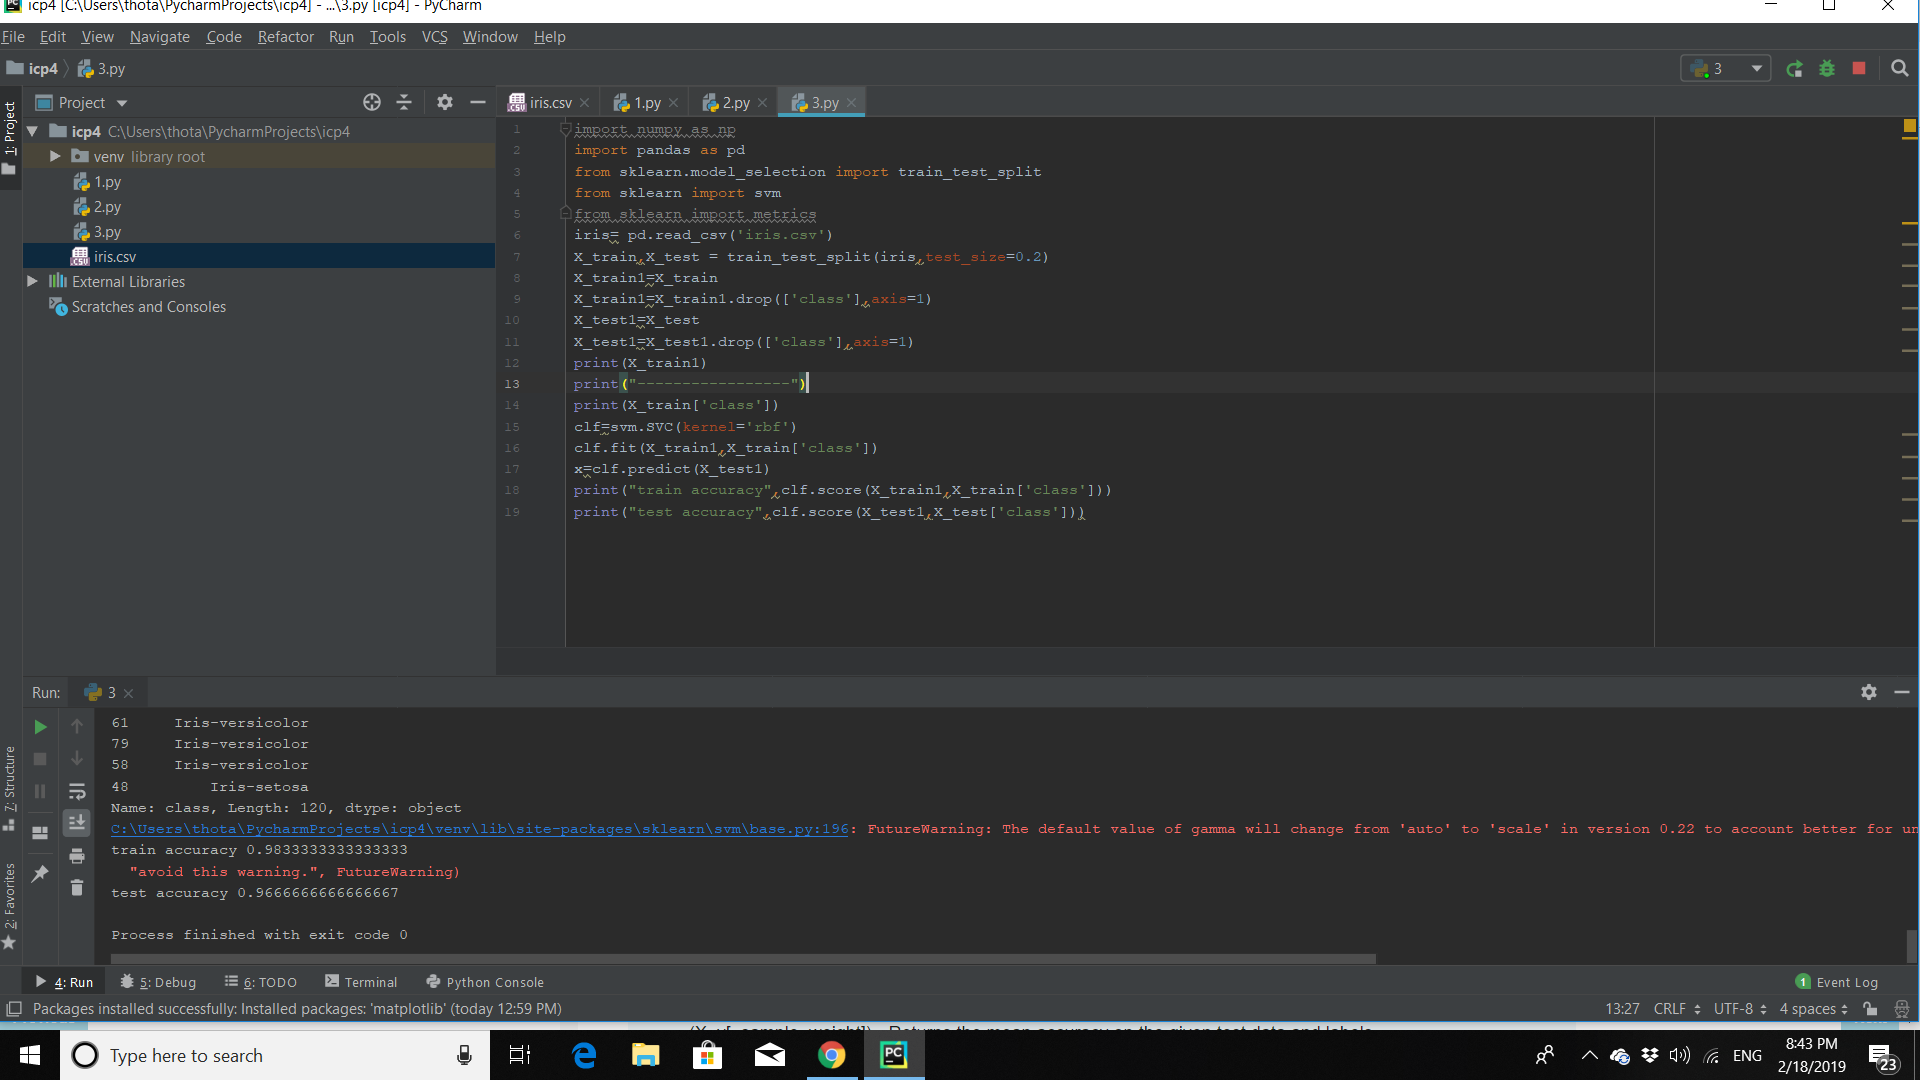 icp4 [C:\Users\thota\PycharmProjects\icp4] - ...\3.py [icp4] - PyCharm
File Edit View Navigate Code Refactor Run Tools VCS Window Help
icp4 3.py
3
1: Project
Project
iris.csv 1.py 2.py 3.py
icp4 C:\Users\thota\PycharmProjects\icp4
venv library root
1.py
2.py
3.py
iris.csv
External Libraries
Scratches and Consoles
1 import numpy as np
2 import pandas as pd
3 from sklearn.model_selection import train_test_split
4 from sklearn import svm
5 from sklearn import metrics
6 iris= pd.read_csv('iris.csv')
7 X_train,X_test = train_test_split(iris,test_size=0.2)
8 X_train1=X_train
9 X_train1=X_train1.drop(['class'],axis=1)
10 X_test1=X_test
11 X_test1=X_test1.drop(['class'],axis=1)
12 print(X_train1)
13 print("-----------------")
14 print(X_train['class'])
15 clf=svm.SVC(kernel='rbf')
16 clf.fit(X_train1,X_train['class'])
17 x=clf.predict(X_test1)
18 print("train accuracy",clf.score(X_train1,X_train['class']))
19 print("test accuracy",clf.score(X_test1,X_test['class']))
Run: 3
7: Structure
2: Favorites
61 Iris-versicolor
79 Iris-versicolor
58 Iris-versicolor
48 Iris-setosa
Name: class, Length: 120, dtype: object
C:\Users\thota\PycharmProjects\icp4\venv\lib\site-packages\sklearn\svm\base.py:196: FutureWarning: The default value of gamma will change from 'auto' to 'scale' in version 0.22 to account better for un
train accuracy 0.9833333333333333
"avoid this warning.", FutureWarning)
test accuracy 0.9666666666666667
Process finished with exit code 0
4: Run 5: Debug 6: TODO Terminal Python Console 1 Event Log
Packages installed successfully: Installed packages: 'matplotlib' (today 12:59 PM) 13:27 CRLF UTF-8 4 spaces
Type here to search
PC
ENG
8:43 PM
2/18/2019
23